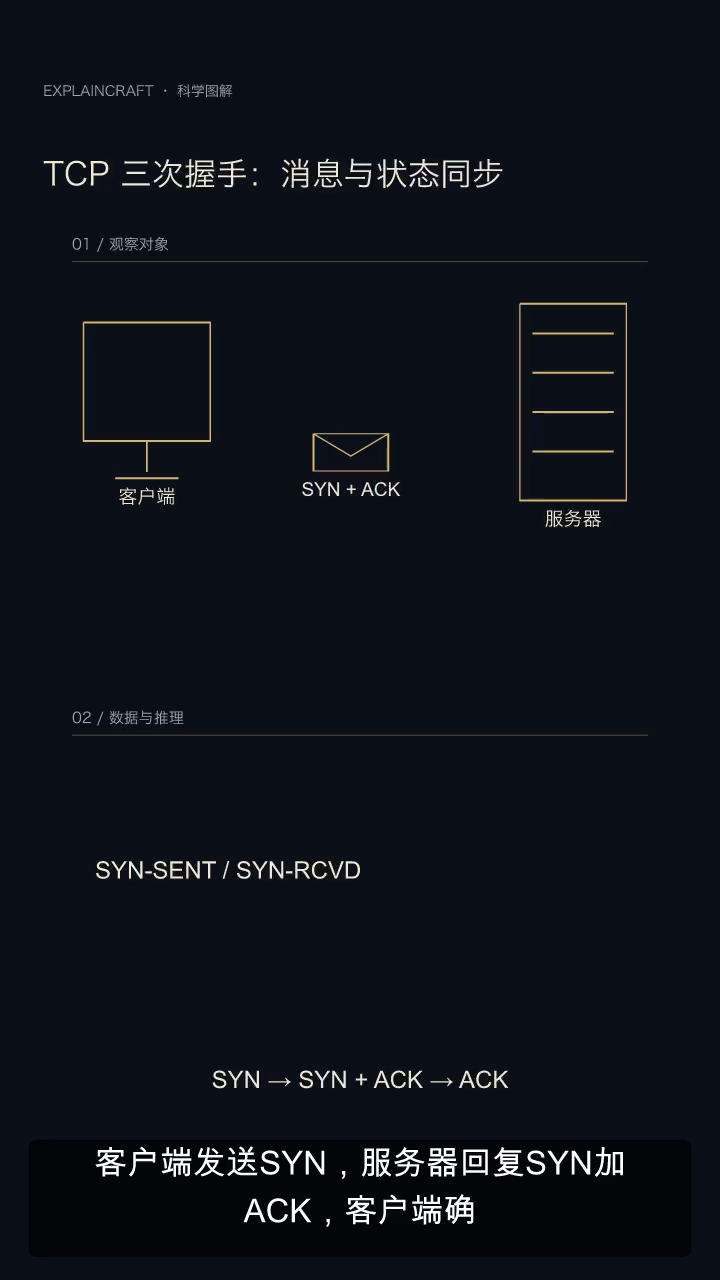 EXPLAINCRAFT · 科学图解
TCP 三次握手：消息与状态同步
01 / 观察对象
客户端
SYN + ACK
服务器
02 / 数据与推理
SYN-SENT / SYN-RCVD
SYN → SYN + ACK → ACK
客户端发送SYN，服务器回复SYN加
ACK，客户端确